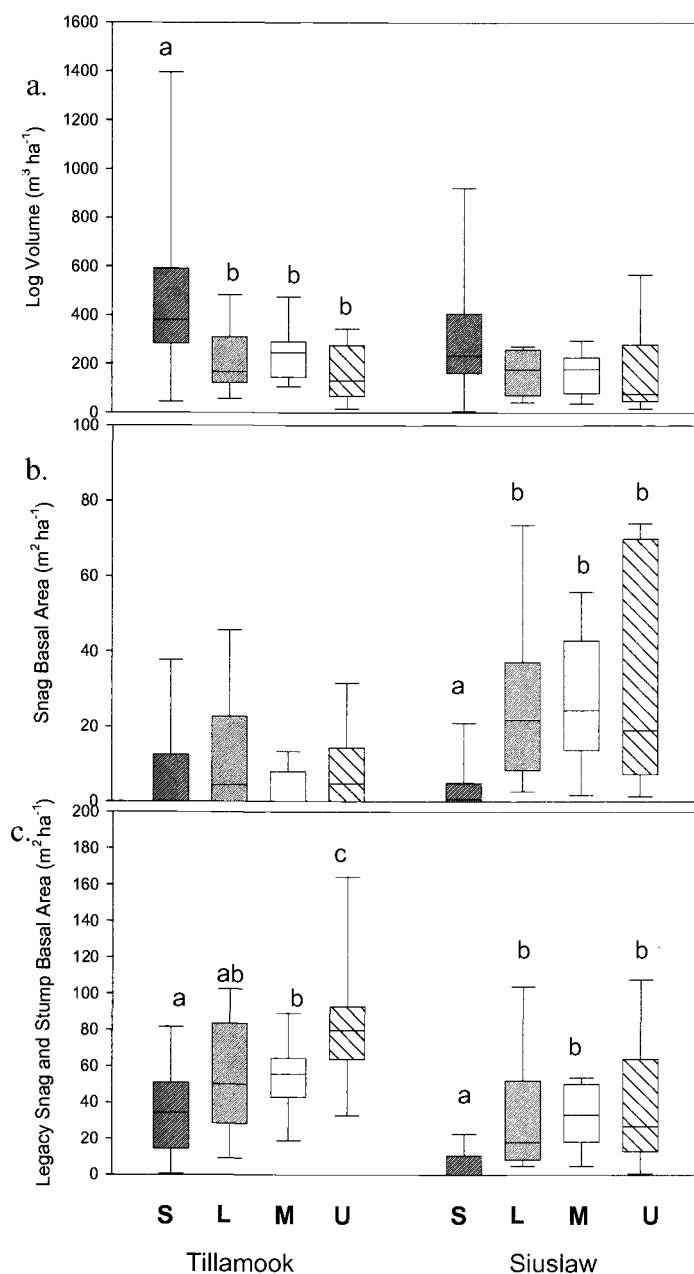 a.
Log Volume (m³ ha⁻¹)
1600
1400
1200
1000
800
600
400
200
0
a
b
b
b
b.
Snag Basal Area (m² ha⁻¹)
100
80
60
40
20
0
a
b
b
b
c.
Legacy Snag and Stump Basal Area (m² ha⁻¹)
200
180
160
140
120
100
80
60
40
20
0
a
ab
b
c
a
b
b
b
S L M U S L M U
Tillamook Siuslaw